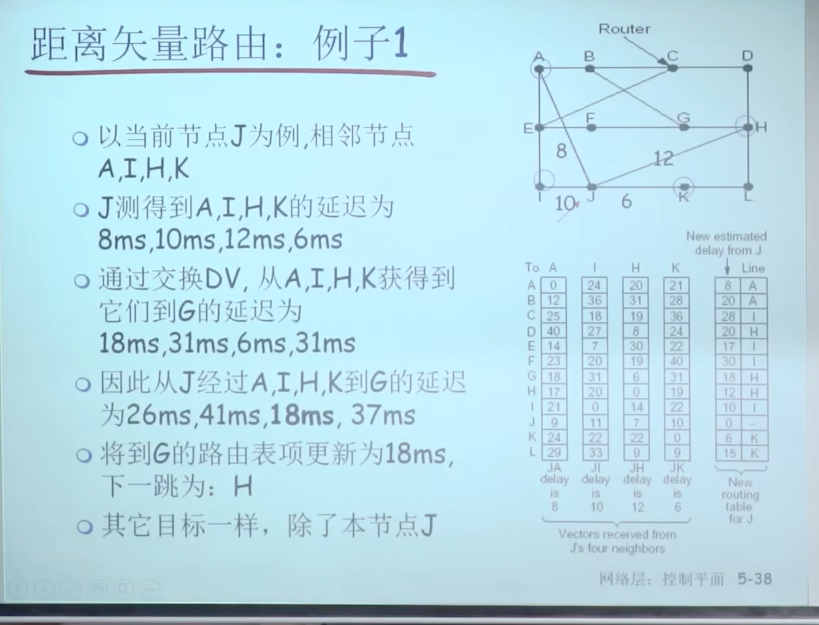 距离矢量路由：例子1
以当前节点J为例,相邻节点
A,I,H,K
J测得到A,I,H,K的延迟为
8ms,10ms,12ms,6ms
通过交换DV, 从A,I,H,K获得到
它们到G的延迟为
18ms,31ms,6ms,31ms
因此从J经过A,I,H,K到G的延迟
为26ms,41ms,18ms, 37ms
将到G的路由表项更新为18ms,
下一跳为：H
其它目标一样，除了本节点J
Router
A B C D
E F G H
8 12
I J K L
10 6
New estimated
delay from J
To A I H K Line
A 0 24 20 21 8 A
B 12 36 31 28 20 A
C 25 18 19 36 28 I
D 40 27 8 24 20 H
E 14 7 30 22 17 I
F 23 20 19 40 30 I
G 18 31 6 31 18 H
H 17 20 0 19 12 H
I 21 0 14 22 10 I
J 9 11 7 10 0 –
K 24 22 22 0 6 K
L 29 33 9 9 15 K
JA JI JH JK
delay delay delay delay
is is is is
8 10 12 6
New
routing
table
for J
Vectors received from
J's four neighbors
网络层：控制平面 5-38